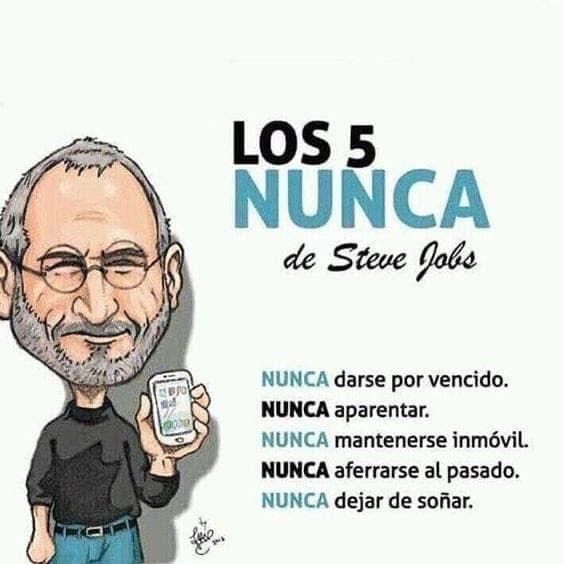 LOS 5
NUNCA
de Steve Jobs
NUNCA darse por vencido.
NUNCA aparentar.
NUNCA mantenerse inmóvil.
NUNCA aferrarse al pasado.
NUNCA dejar de soñar.